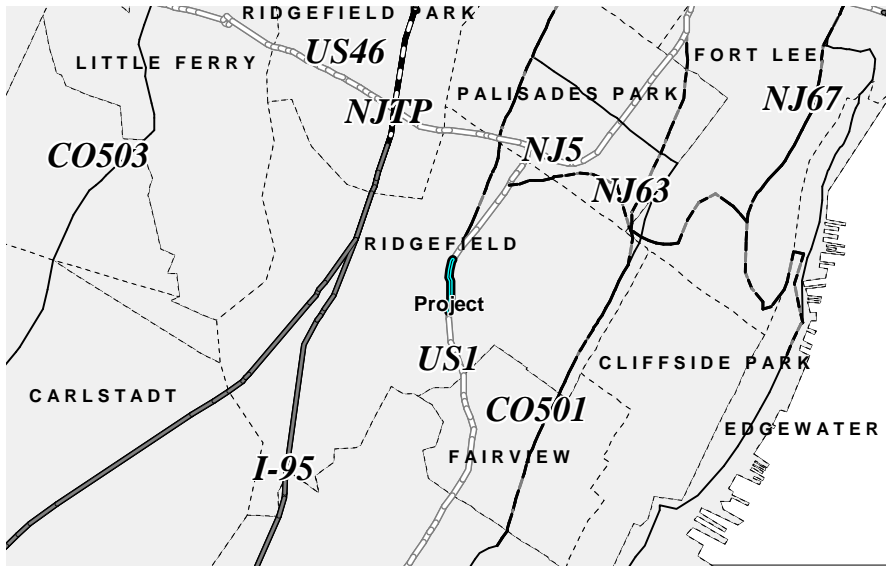 RIDGEFIELD PARK
US46
LITTLE FERRY
FORT LEE
PALISADES PARK
NJ67
NJTP
CO503
NJ5
NJ63
RIDGEFIELD
Project
US1
CLIFFSIDE PARK
CARLSTADT
CO501
EDGEWATER
FAIRVIEW
I-95